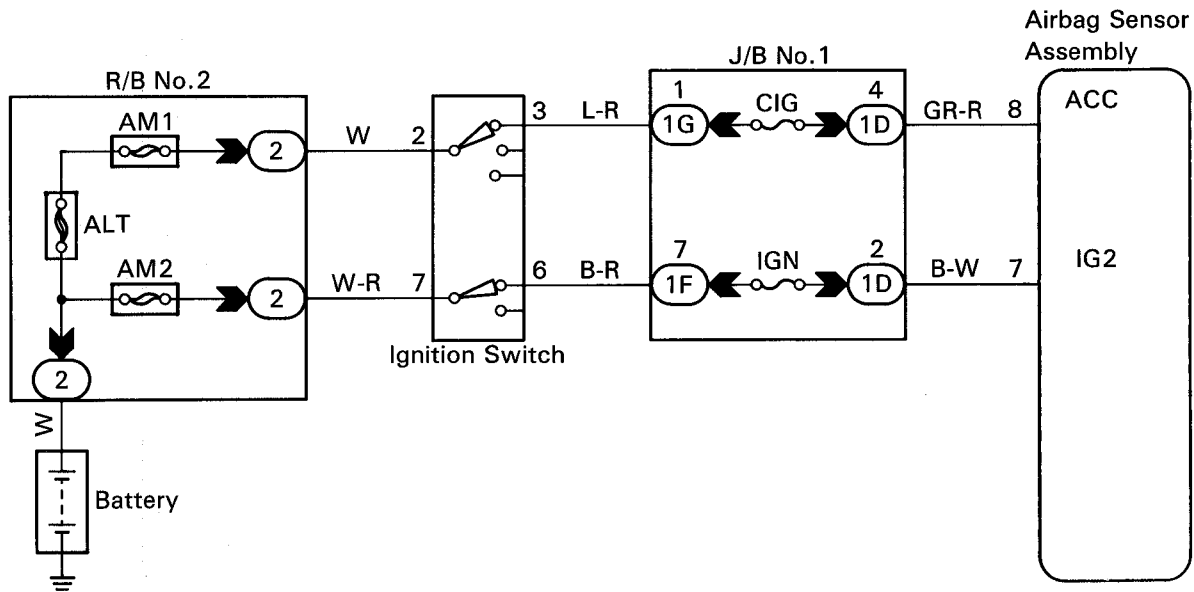 Airbag Sensor
Assembly
R/B No.2
J/B No.1
AM1
2
W
2
3
L-R
1
1G
CIG
4
1D
GR-R
8
ACC
ALT
AM2
2
W-R
7
6
B-R
7
1F
IGN
2
1D
B-W
7
IG2
Ignition Switch
2
W
Battery